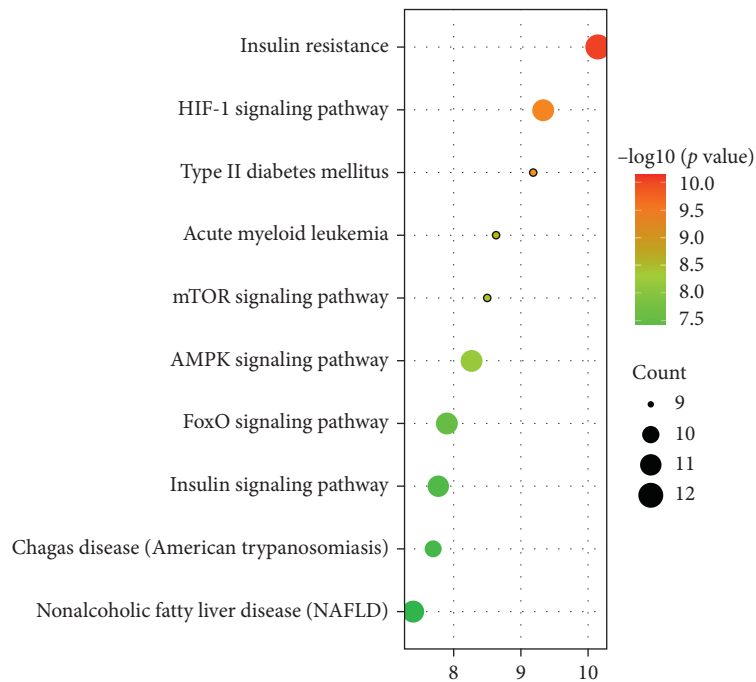 Insulin resistance
HIF-1 signaling pathway
Type II diabetes mellitus
Acute myeloid leukemia
mTOR signaling pathway
AMPK signaling pathway
FoxO signaling pathway
Insulin signaling pathway
Chagas disease (American trypanosomiasis)
Nonalcoholic fatty liver disease (NAFLD)
8 9 10
–log10 (p value)
10.0
9.5
9.0
8.5
8.0
7.5
Count
9
10
11
12